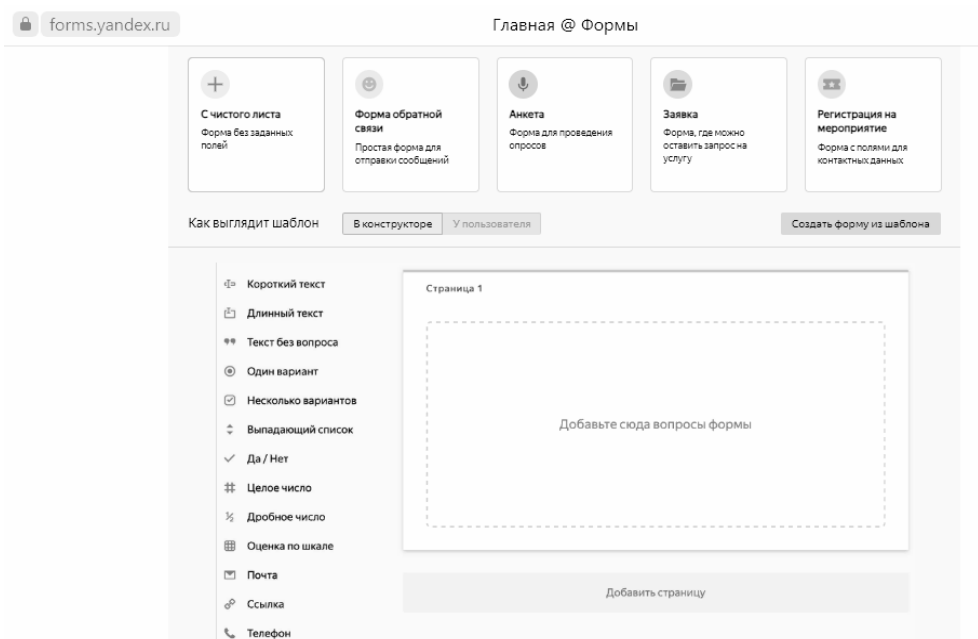 forms.yandex.ru
Главная @ Формы
С чистого листа
Форма без заданных
полей
Форма обратной
связи
Простая форма для
отправки сообщений
Анкета
Форма для проведения
опросов
Заявка
Форма, где можно
оставить запрос на
услугу
Регистрация на
мероприятие
Форма с полями для
контактных данных
Как выглядит шаблон
В конструкторе
У пользователя
Создать форму из шаблона
Короткий текст
Длинный текст
Текст без вопроса
Один вариант
Несколько вариантов
Выпадающий список
Да / Нет
Целое число
Дробное число
Оценка по шкале
Почта
Ссылка
Телефон
Страница 1
Добавьте сюда вопросы формы
Добавить страницу